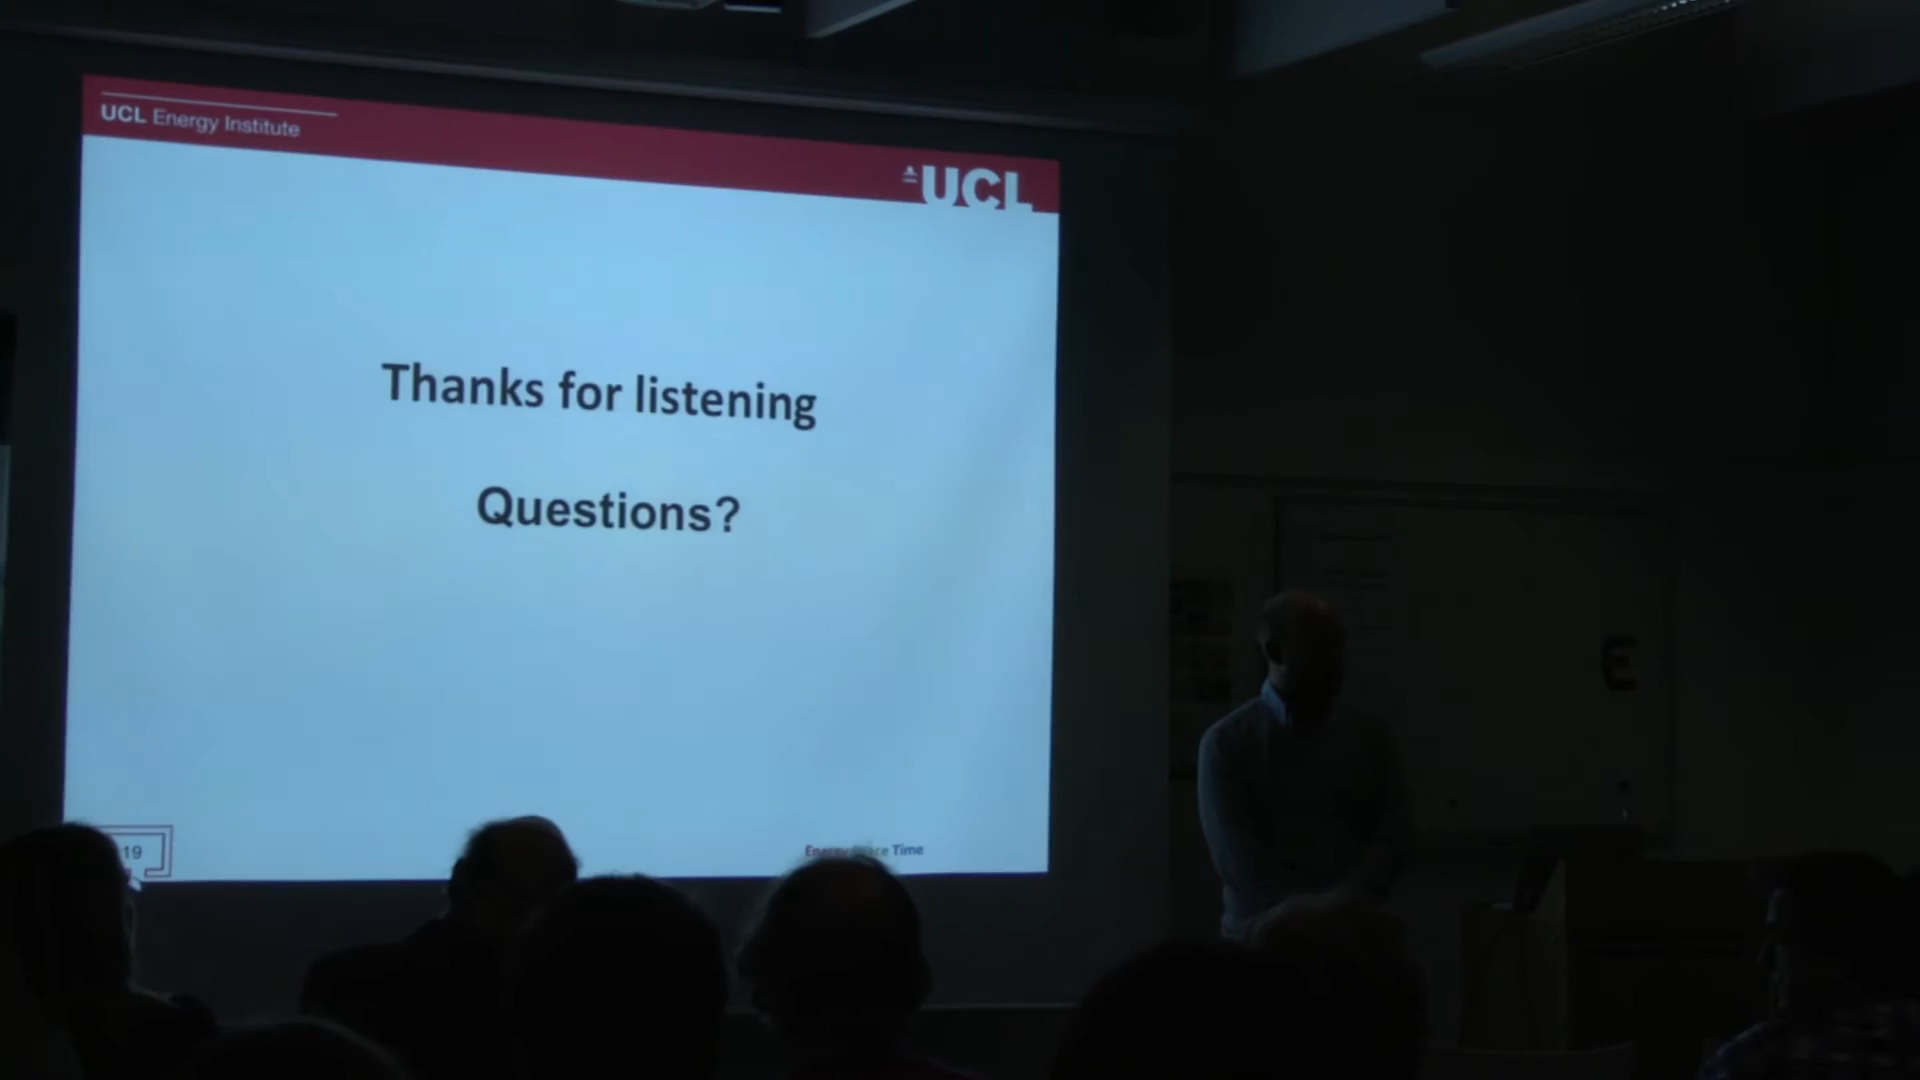 UCL Energy Institute
UCL
Thanks for listening
Questions?
19
Time
E